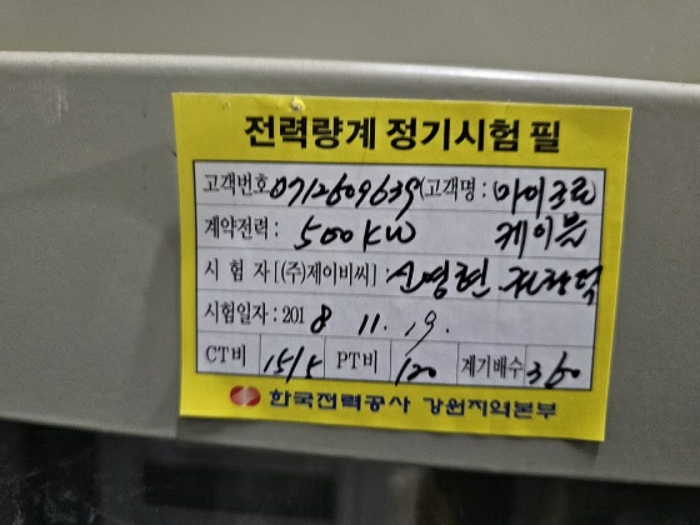 전력량계 정기시험 필
고객번호 0712609639 (고객명 : 마이크로
계약전력 : 500KW 케이블
시 험 자 [(주)제이비씨] : 신영현
시험일자 : 2018 11. 19.
CT비 15/5 PT비 120 계기배수 360
한국전력공사 강원지역본부